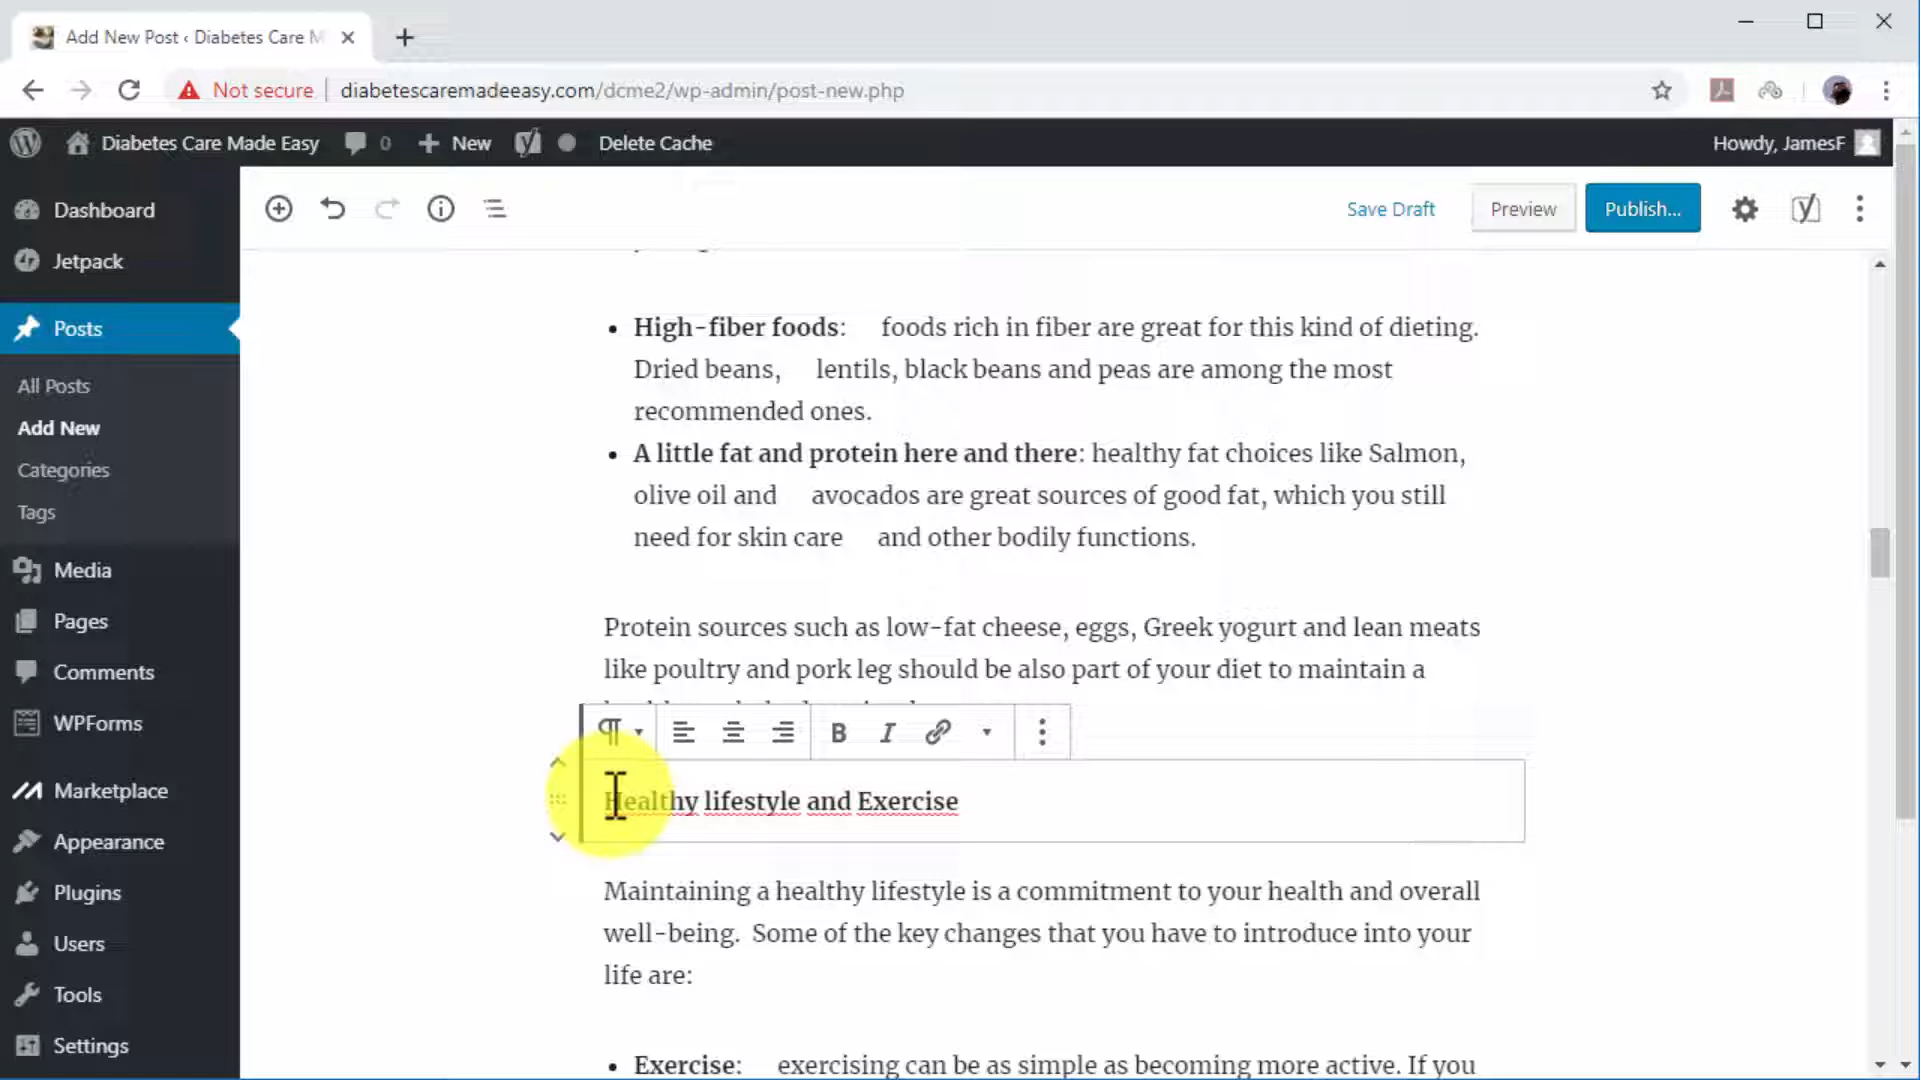 Add New Post ‹ Diabetes Care M
Not secure
diabetescaremadeeasy.com/dcme2/wp-admin/post-new.php
Diabetes Care Made Easy
0
New
Delete Cache
Howdy, JamesF
Dashboard
Jetpack
Posts
All Posts
Add New
Categories
Tags
Media
Pages
Comments
WPForms
Marketplace
Appearance
Plugins
Users
Tools
Settings
Save Draft
Preview
Publish...
• High-fiber foods: foods rich in fiber are great for this kind of dieting.
Dried beans, lentils, black beans and peas are among the most
recommended ones.
• A little fat and protein here and there: healthy fat choices like Salmon,
olive oil and avocados are great sources of good fat, which you still
need for skin care and other bodily functions.
Protein sources such as low-fat cheese, eggs, Greek yogurt and lean meats
like poultry and pork leg should be also part of your diet to maintain a
B I
Healthy lifestyle and Exercise
Maintaining a healthy lifestyle is a commitment to your health and overall
well-being. Some of the key changes that you have to introduce into your
life are:
• Exercise: exercising can be as simple as becoming more active. If you